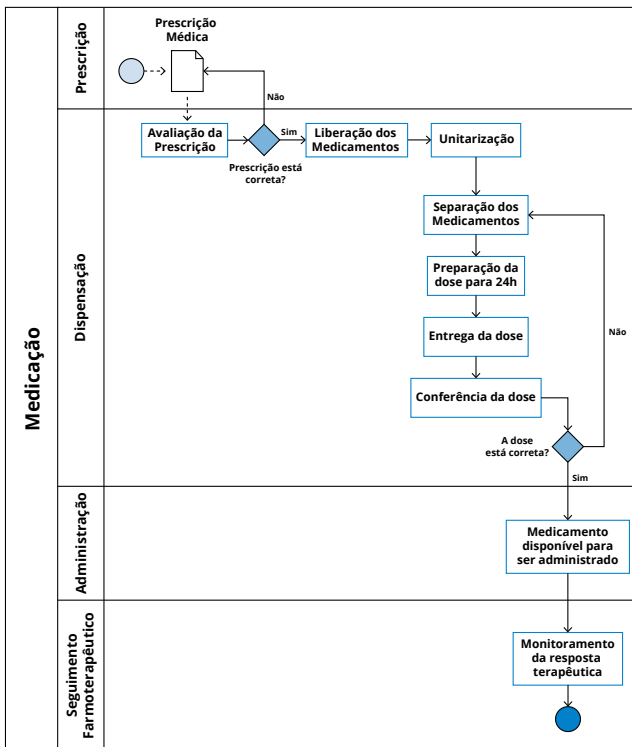 Medicação
Prescrição
Prescrição
Médica
Não
Dispensação
Avaliação da
Prescrição
Sim
Prescrição está
correta?
Liberação dos
Medicamentos
Unitarização
Separação dos
Medicamentos
Preparação da
dose para 24h
Não
Entrega da dose
Conferência da dose
A dose
está correta?
Sim
Administração
Medicamento
disponível para
ser administrado
Seguimento
Farmoterapêutico
Monitoramento
da resposta
terapêutica